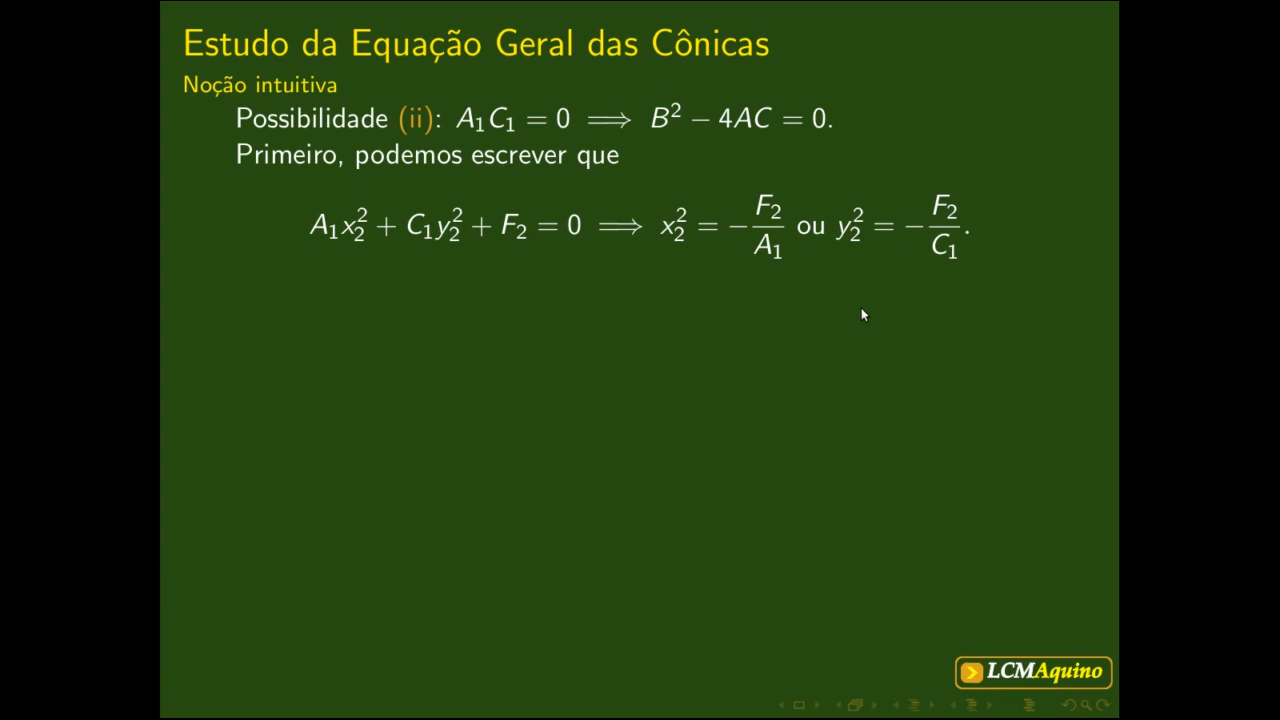 Estudo da Equação Geral das Cônicas
Noção intuitiva
Possibilidade (ii): A₁C₁ = 0 ⟹ B² − 4AC = 0.
Primeiro, podemos escrever que
A₁x₂² + C₁y₂² + F₂ = 0 ⟹ x₂² = −F₂/A₁ ou y₂² = −F₂/C₁.
LCMAquino